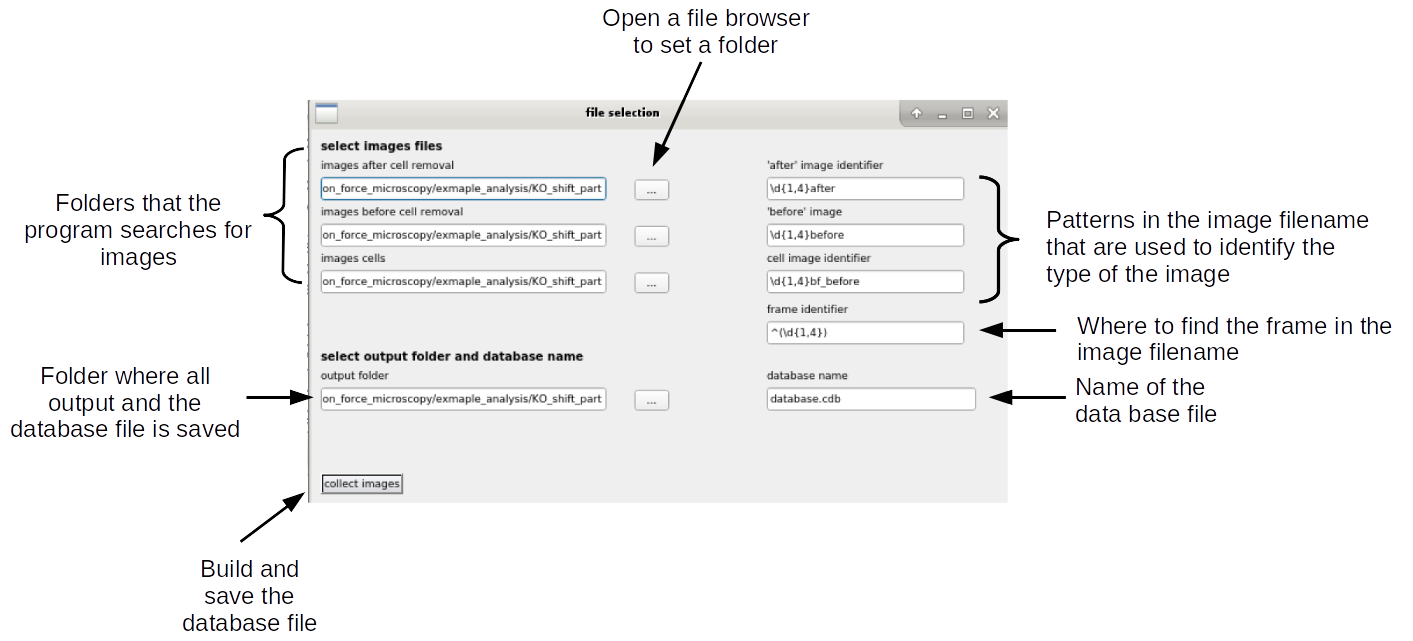 Open a file browser
to set a folder
file selection
select images files
images after cell removal
'after' image identifier
on_force_microscopy/exmaple_analysis/KO_shift_part
...
\d{1,4}after
images before cell removal
'before' image
on_force_microscopy/exmaple_analysis/KO_shift_part
...
\d{1,4}before
images cells
cell image identifier
on_force_microscopy/exmaple_analysis/KO_shift_part
...
\d{1,4}bf_before
frame identifier
^(\d{1,4})
select output folder and database name
output folder
database name
on_force_microscopy/exmaple_analysis/KO_shift_part
...
database.cdb
collect images
Folders that the
program searches for
images
Patterns in the image filename
that are used to identify the
type of the image
Where to find the frame in the
image filename
Folder where all
output and the
database file is saved
Name of the
data base file
Build and
save the
database file